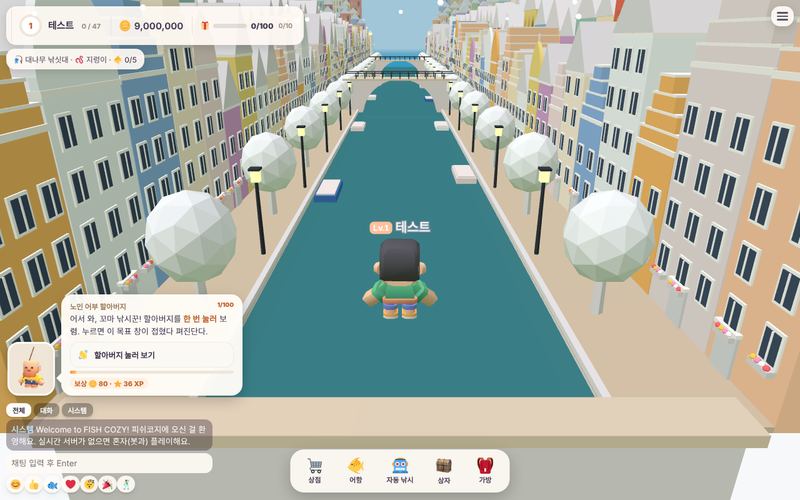 1 테스트 0 / 47 9,000,000 0/100 0/10
대나무 낚싯대 · 지렁이 · 0/5
Lv.1 테스트
노인 어부 할아버지 1/100
어서 와, 꼬마 낚시꾼! 할아버지를 한 번 눌러 보
렴. 누르면 이 목표 창이 접혔다 펴진단다.
할아버지 눌러 보기
보상 80 · 36 XP
전체 대화 시스템
시스템 Welcome to FISH COZY! 피쉬코지에 오신 걸 환
영해요. 실시간 서버가 없으면 혼자(봇과) 플레이해요.
채팅 입력 후 Enter
상점 어항 자동 낚시 상자 가방